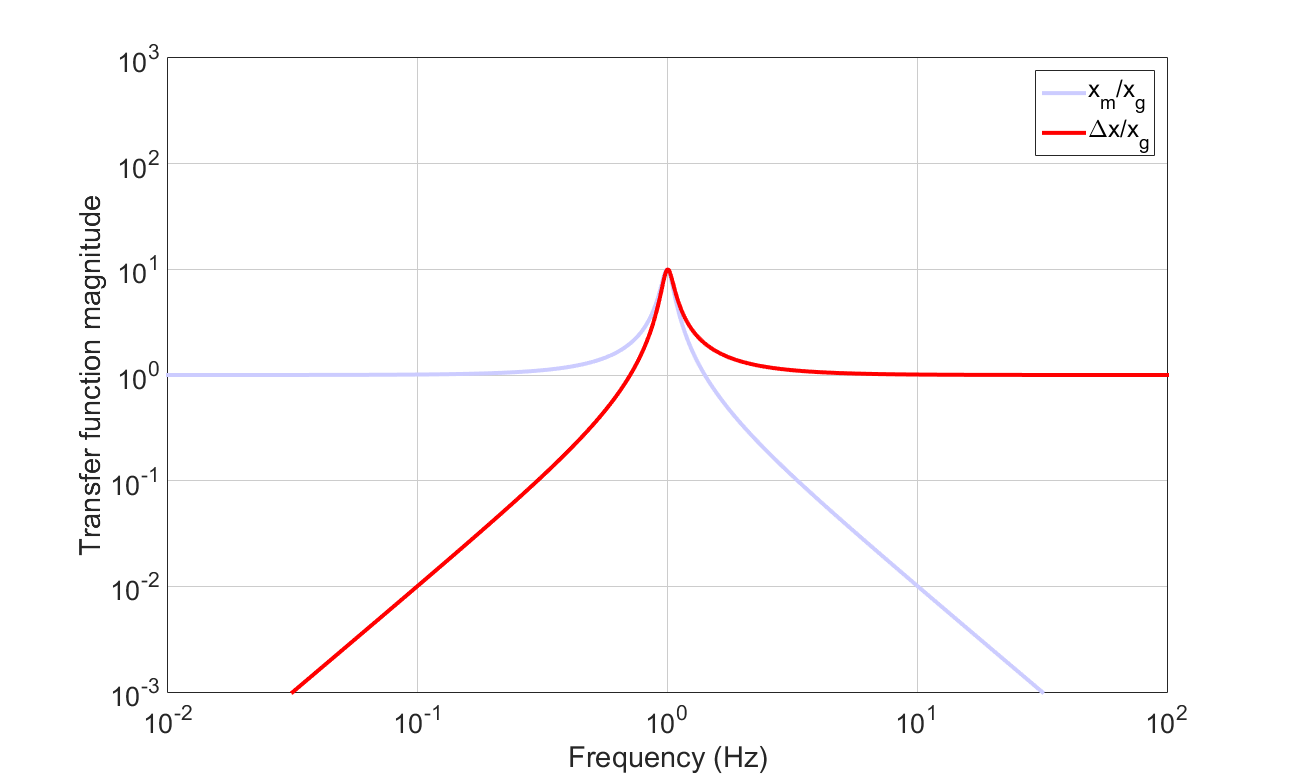 10³
10²
10¹
10⁰
10⁻¹
10⁻²
10⁻³
Transfer function magnitude
xₘ/x_g
Δx/x_g
10⁻² 10⁻¹ 10⁰ 10¹ 10²
Frequency (Hz)